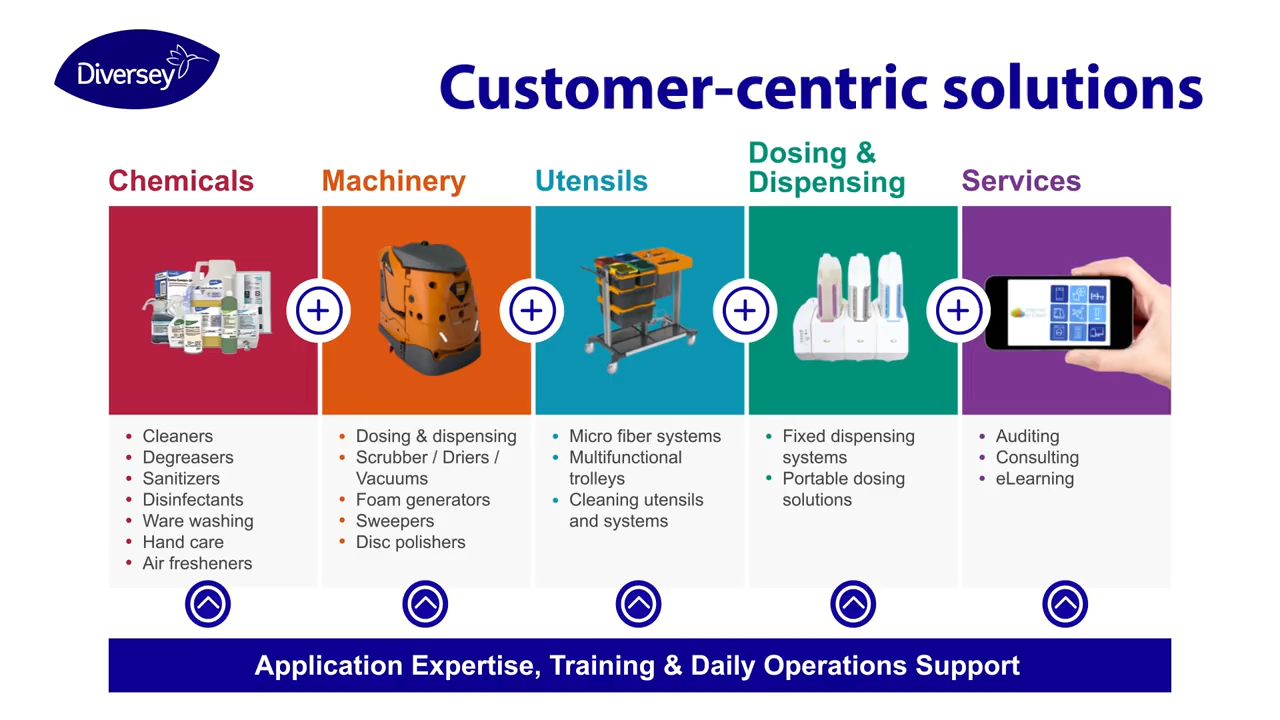 Diversey
Customer-centric solutions
Chemicals
Machinery
Utensils
Dosing &
Dispensing
Services
• Cleaners
• Degreasers
• Sanitizers
• Disinfectants
• Ware washing
• Hand care
• Air fresheners
• Dosing & dispensing
• Scrubber / Driers /
Vacuums
• Foam generators
• Sweepers
• Disc polishers
• Micro fiber systems
• Multifunctional
trolleys
• Cleaning utensils
and systems
• Fixed dispensing
systems
• Portable dosing
solutions
• Auditing
• Consulting
• eLearning
Application Expertise, Training & Daily Operations Support